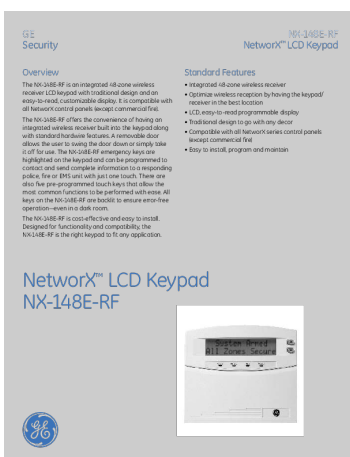 GE
Security
NX-148E-RF
NetworX™ LCD Keypad
Overview
The NX-148E-RF is an integrated 48-zone wireless
receiver LCD keypad with traditional design and an
easy-to-read, customizable display. It is compatible with
all NetworX control panels (except commercial fire).
The NX-148E-RF offers the convenience of having an
integrated wireless receiver built into the keypad along
with standard hardware features. A removable door
allows the user to swing the door down or simply take
it off for use. The NX-148E-RF emergency keys are
highlighted on the keypad and can be programmed to
contact and send complete information to a responding
police, fire or EMS unit with just one touch. There are
also five pre-programmed touch keys that allow the
most common functions to be performed with ease. All
keys on the NX-148E-RF are backlit to ensure error-free
operation—even in a dark room.
The NX-148E-RF is cost-effective and easy to install.
Designed for functionality and compatibility, the
NX-148E-RF is the right keypad to fit any application.
Standard Features
• Integrated 48-zone wireless receiver
• Optimize wireless reception by having the keypad/
receiver in the best location
• LCD, easy-to-read programmable display
• Traditional design to go with any decor
• Compatible with all NetworX series control panels
(except commercial fire)
• Easy to install, program and maintain
NetworX™ LCD Keypad
NX-148E-RF
System Armed
All Zones Secure
GE